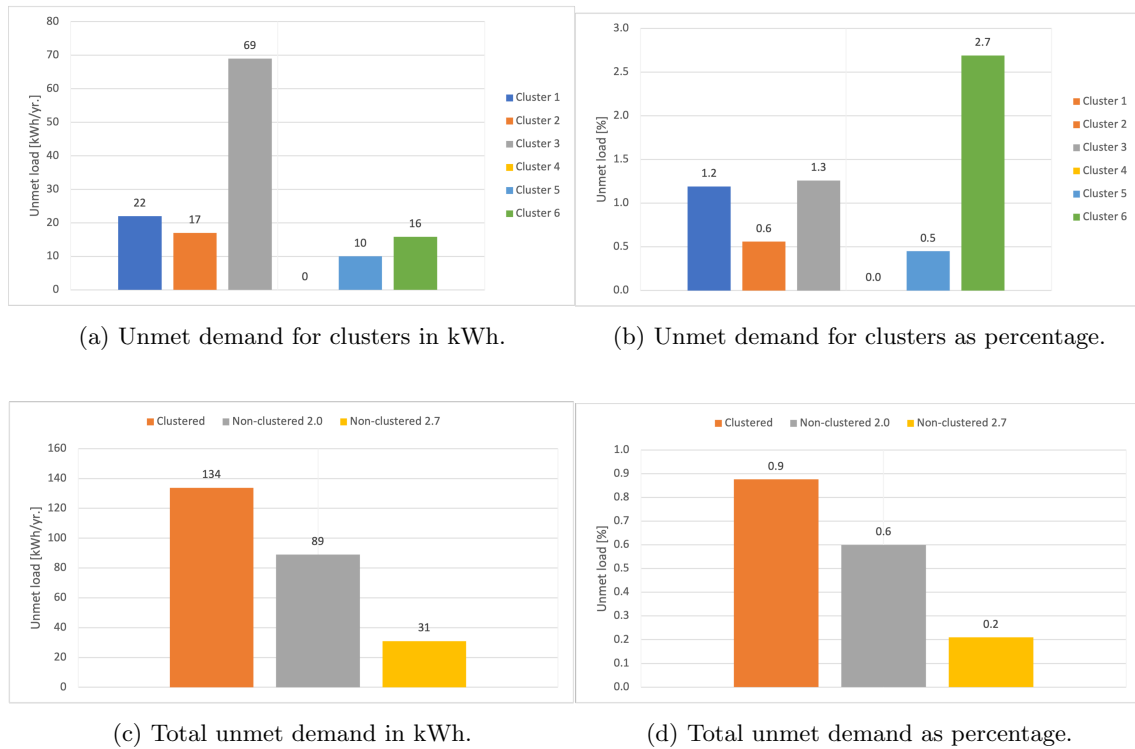 80
70
60
50
40
30
20
10
0
Unmet load [kWh/yr.]
22
17
69
0
10
16
Cluster 1
Cluster 2
Cluster 3
Cluster 4
Cluster 5
Cluster 6
(a) Unmet demand for clusters in kWh.
3.0
2.5
2.0
1.5
1.0
0.5
0.0
Unmet load [%]
1.2
0.6
1.3
0.0
0.5
2.7
Cluster 1
Cluster 2
Cluster 3
Cluster 4
Cluster 5
Cluster 6
(b) Unmet demand for clusters as percentage.
Clustered Non-clustered 2.0 Non-clustered 2.7
160
140
120
100
80
60
40
20
0
Unmet load [kWh/yr.]
134
89
31
(c) Total unmet demand in kWh.
Clustered Non-clustered 2.0 Non-clustered 2.7
1.0
0.9
0.8
0.7
0.6
0.5
0.4
0.3
0.2
0.1
0.0
Unmet load [%]
0.9
0.6
0.2
(d) Total unmet demand as percentage.